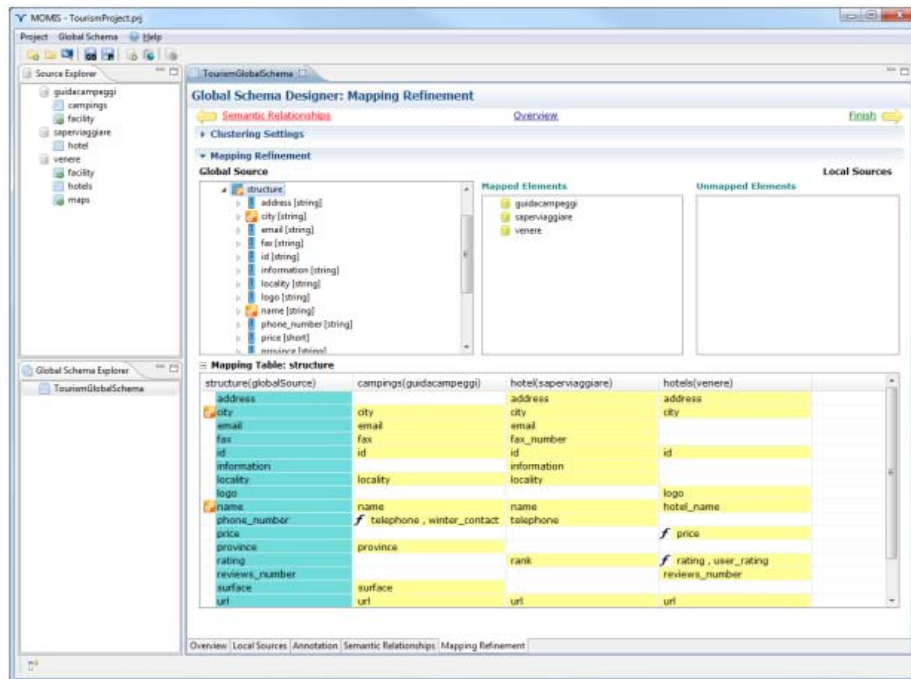 MOMIS - TourismProject.prj
Project Global Schema Help
Source Explorer
guidacampeggi
campings
facility
saperviaggiare
hotel
venere
facility
hotels
maps
Global Schema Explorer
TourismGlobalSchema
TourismGlobalSchema
Global Schema Designer: Mapping Refinement
Semantic Relationships Overview Finish
Clustering Settings
Mapping Refinement
Global Source Local Sources
structure
address [string]
city [string]
email [string]
fax [string]
id [string]
information [string]
locality [string]
logo [string]
name [string]
phone_number [string]
price [short]
province [string]
Mapped Elements
guidacampeggi
saperviaggiare
venere
Unmapped Elements
Mapping Table: structure
structure(globalSource) campings(guidacampeggi) hotel(saperviaggiare) hotels(venere)
address address address
city city city city
email email email
fax fax fax_number
id id id id
information information
locality locality locality
logo logo
name name name hotel_name
phone_number f telephone , winter_contact telephone
price f price
province province
rating rank f rating , user_rating
reviews_number reviews_number
surface surface
url url url url
Overview Local Sources Annotation Semantic Relationships Mapping Refinement